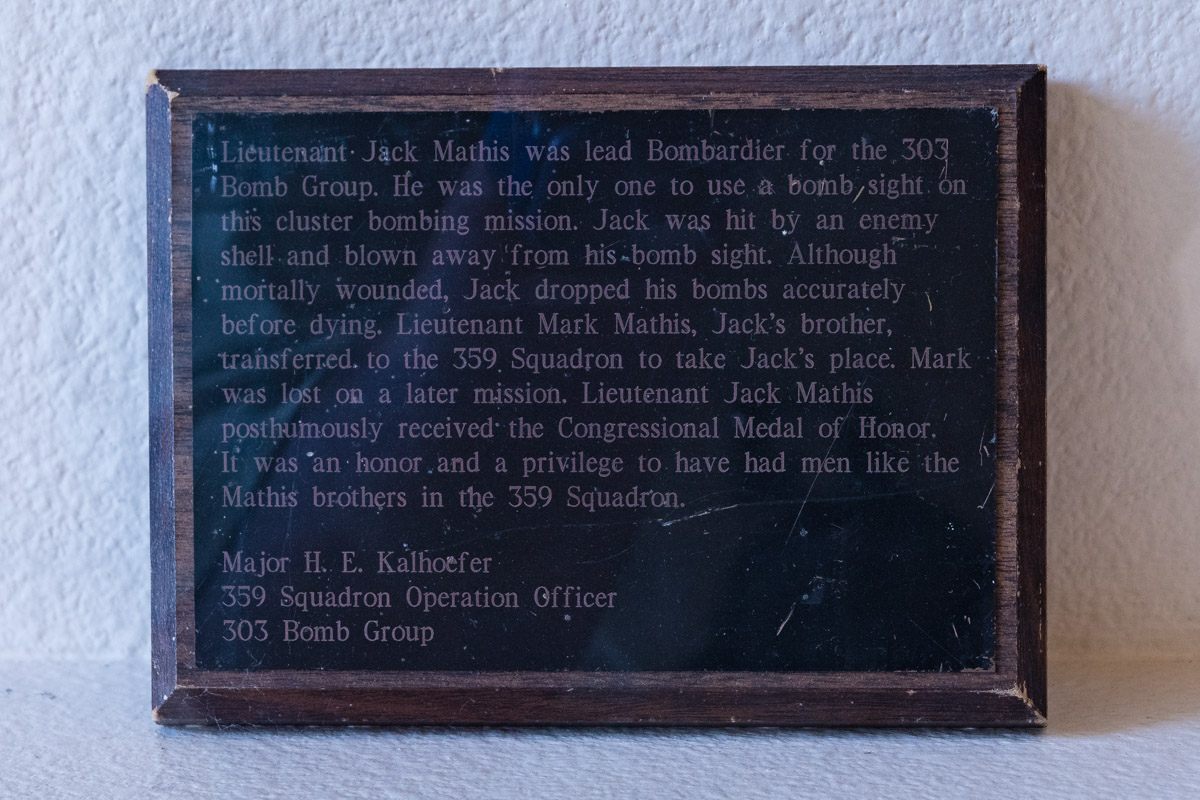 Lieutenant Jack Mathis was lead Bombardier for the 303
Bomb Group. He was the only one to use a bomb sight on
this cluster bombing mission. Jack was hit by an enemy
shell and blown away from his bomb sight. Although
mortally wounded, Jack dropped his bombs accurately
before dying. Lieutenant Mark Mathis, Jack's brother,
transferred to the 359 Squadron to take Jack's place. Mark
was lost on a later mission. Lieutenant Jack Mathis
posthumously received the Congressional Medal of Honor.
It was an honor and a privilege to have had men like the
Mathis brothers in the 359 Squadron.
Major H. E. Kalhoefer
359 Squadron Operation Officer
303 Bomb Group